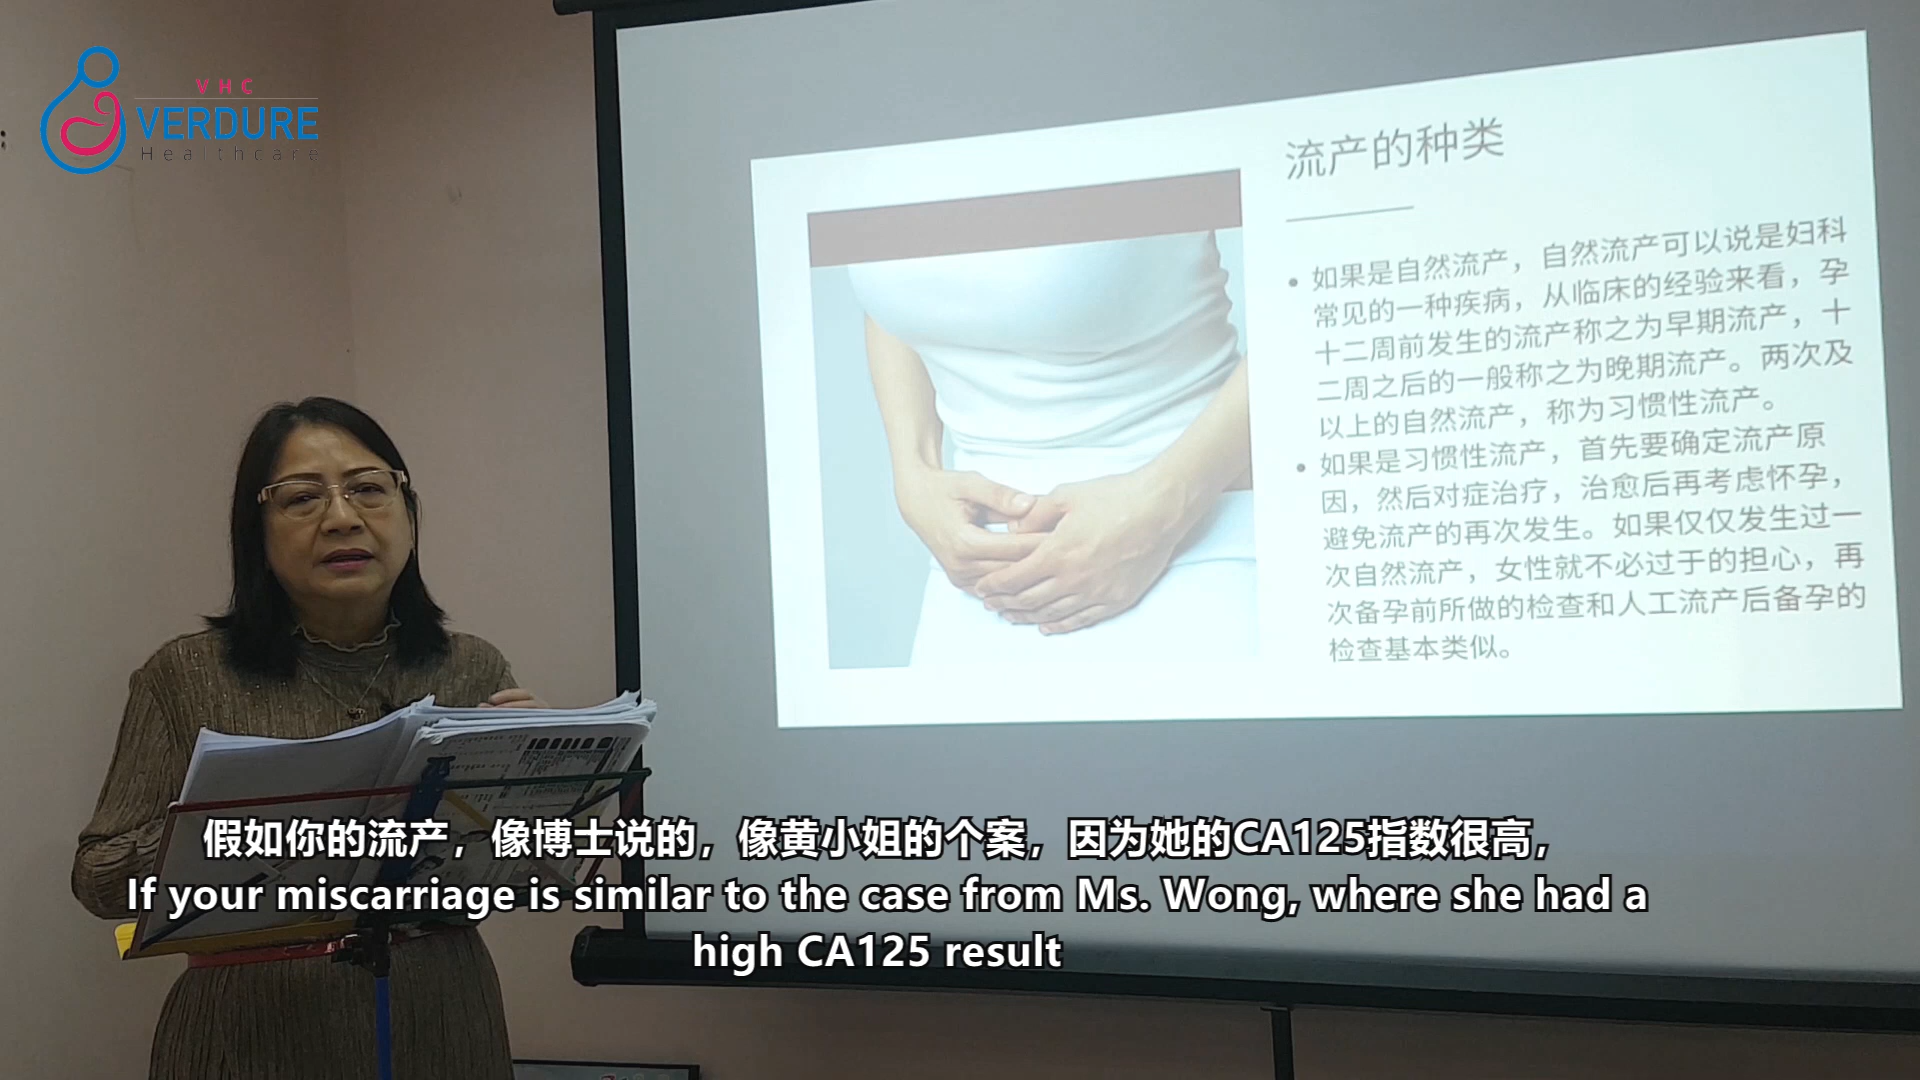 VHC
VERDURE
Healthcare
流产的种类
如果是自然流产，自然流产可以说是妇科
常见的一种疾病，从临床的经验来看，孕
十二周前发生的流产称之为早期流产，十
二周之后的一般称之为晚期流产。两次及
以上的自然流产，称为习惯性流产。
如果是习惯性流产，首先要确定流产原
因，然后对症治疗，治愈后再考虑怀孕，
避免流产的再次发生。如果仅仅发生过一
次自然流产，女性就不必过于的担心，再
次备孕前所做的检查和人工流产后备孕的
检查基本类似。
假如你的流产，像博士说的，像黄小姐的个案，因为她的CA125指数很高，
If your miscarriage is similar to the case from Ms. Wong, where she had a
high CA125 result